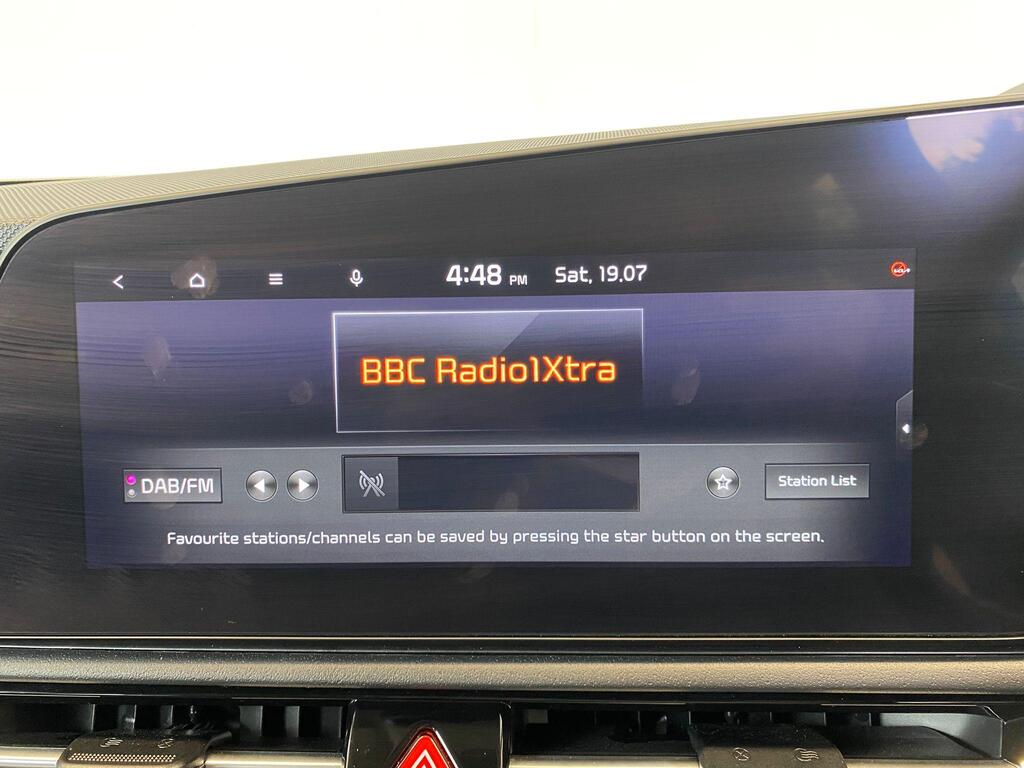 4:48 PM Sat, 19.07
BBC Radio1Xtra
DAB/FM
Station List
Favourite stations/channels can be saved by pressing the star button on the screen.